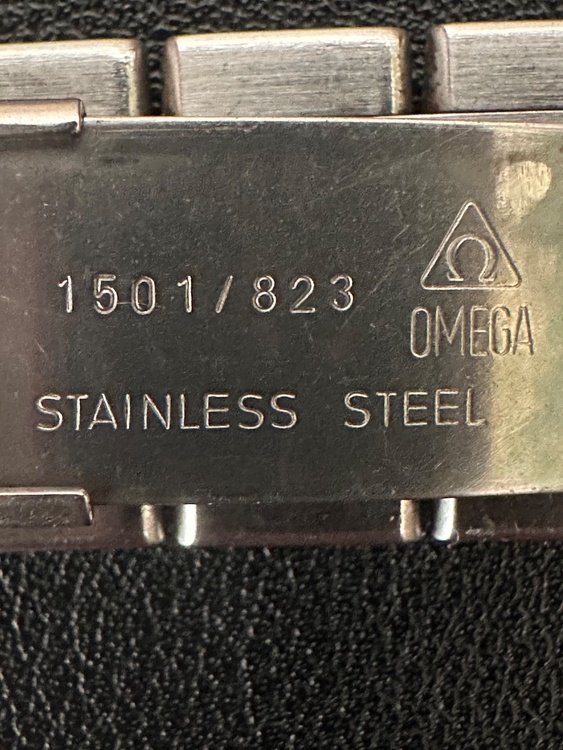 Ω
1501/823
OMEGA
STAINLESS STEEL